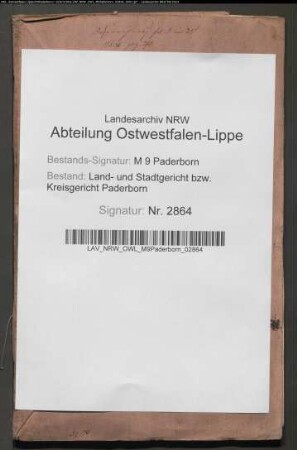 Landesarchiv NRW
Abteilung Ostwestfalen-Lippe
Bestands-Signatur: M 9 Paderborn
Bestand: Land- und Stadtgericht bzw.
Kreisgericht Paderborn
Signatur: Nr. 2864
LAV_NRW_OWL_M9Paderborn_02864